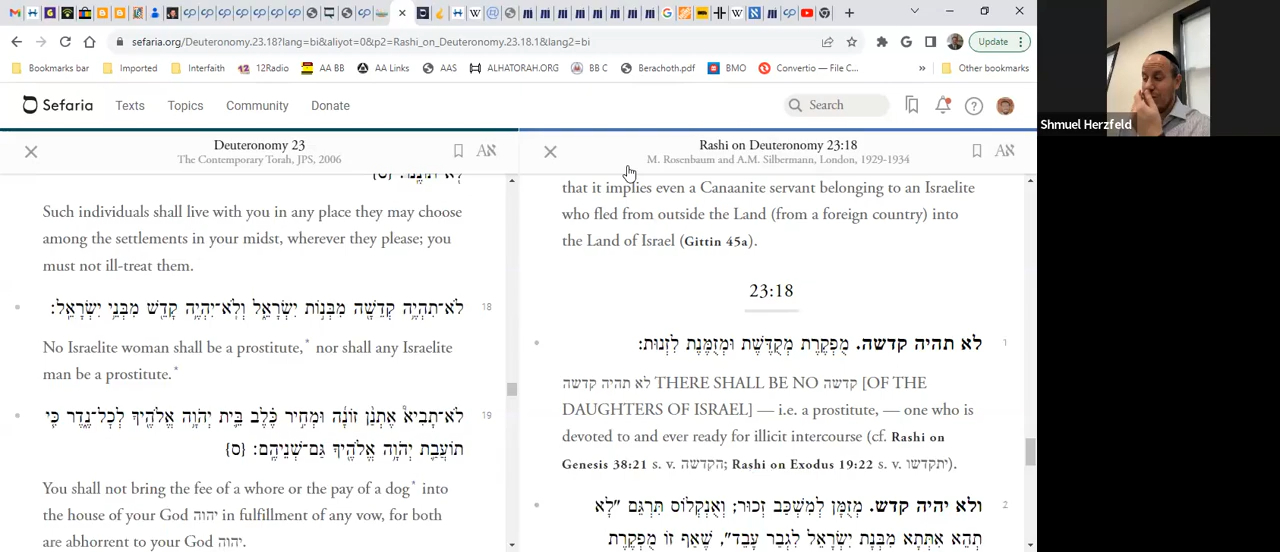 sefaria.org/Deuteronomy.23.18?lang=bi&aliyot=0&p2=Rashi_on_Deuteronomy.23.18.1&lang2=bi
Update
Bookmarks bar Imported Interfaith 12Radio AA BB AA Links AAS ALHATORAH.ORG BB C Berachoth.pdf BMO Convertio — File C... » Other bookmarks
Sefaria Texts Topics Community Donate Search
Shmuel Herzfeld
Deuteronomy 23
The Contemporary Torah, JPS, 2006
Such individuals shall live with you in any place they may choose
among the settlements in your midst, wherever they please; you
must not ill-treat them.
18
לֹא־תִהְיֶ֥ה קְדֵשָׁ֖ה מִבְּנ֣וֹת יִשְׂרָאֵ֑ל וְלֹֽא־יִהְיֶ֥ה קָדֵ֖שׁ מִבְּנֵ֥י יִשְׂרָאֵֽל׃
No Israelite woman shall be a prostitute,* nor shall any Israelite
man be a prostitute.*
19
לֹא־תָבִיא֩ אֶתְנַ֨ן זוֹנָ֜ה וּמְחִ֣יר כֶּ֗לֶב בֵּ֛ית יְהֹוָ֥ה אֱלֹהֶ֖יךָ לְכׇל־נֶ֑דֶר כִּ֧י
תוֹעֲבַ֛ת יְהֹוָ֥ה אֱלֹהֶ֖יךָ גַּם־שְׁנֵיהֶֽם׃ {ס}
You shall not bring the fee of a whore or the pay of a dog* into
the house of your God יהוה in fulfillment of any vow, for both
are abhorrent to your God יהוה.
Rashi on Deuteronomy 23:18
M. Rosenbaum and A.M. Silbermann, London, 1929-1934
that it implies even a Canaanite servant belonging to an Israelite
who fled from outside the Land (from a foreign country) into
the Land of Israel (Gittin 45a).
23:18
1
לא תהיה קדשה. מֻפְקֶרֶת מְקֻדֶּשֶׁת וּמְזֻמֶּנֶת לִזְנוּת:
לא תהיה קדשה THERE SHALL BE NO קדשה [OF THE
DAUGHTERS OF ISRAEL] — i.e. a prostitute, — one who is
devoted to and ever ready for illicit intercourse (cf. Rashi on
Genesis 38:21 s. v. הקדשה; Rashi on Exodus 19:22 s. v. יתקדשו).
2
ולא יהיה קדש. מְזֻמָּן לְמִשְׁכַּב זְכוּר; וְאֻנְקְלוֹס תִּרְגֵּם "לָא
תְהֵא אִתְּתָא מִבְּנָת יִשְׂרָאֵל לִגְבַר עָבֵד", שֶׁאַף זוֹ מֻפְקֶרֶת